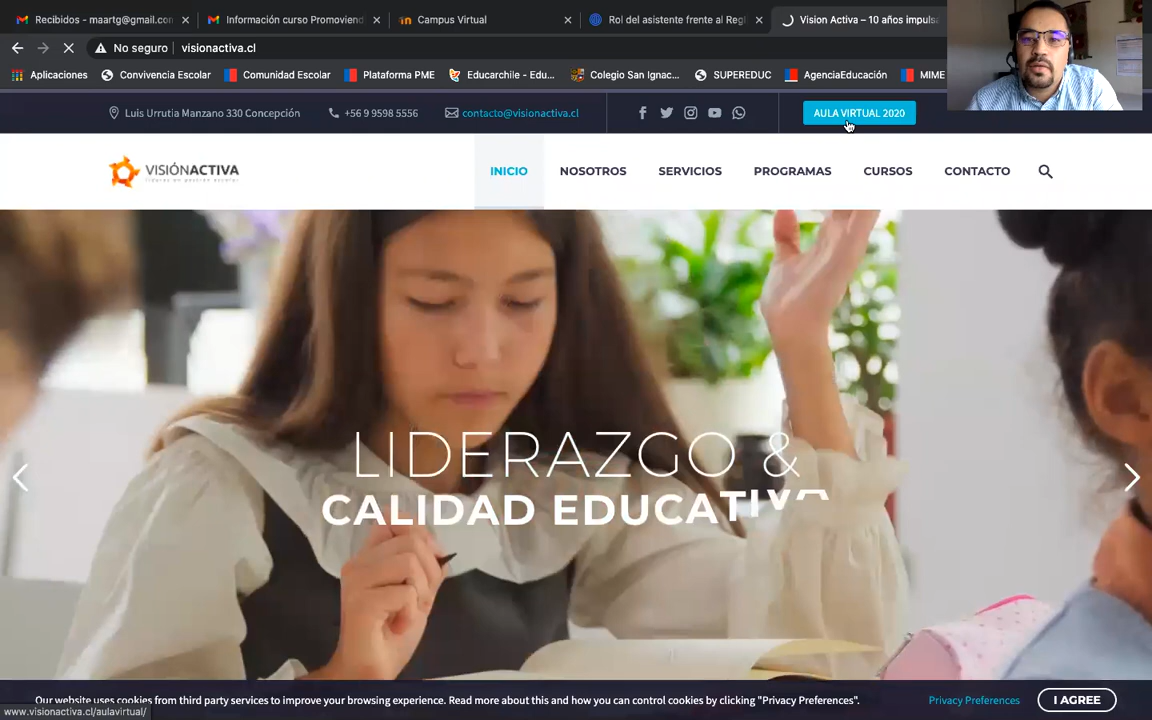 Recibidos - maartg@gmail.con
Información curso Promoviend
Campus Virtual
Rol del asistente frente al Regl
Vision Activa – 10 años impulsa
No seguro
visionactiva.cl
Aplicaciones
Convivencia Escolar
Comunidad Escolar
Plataforma PME
Educarchile - Edu...
Colegio San Ignac...
SUPEREDUC
AgenciaEducación
MIME
Luis Urrutia Manzano 330 Concepción
+56 9 9598 5556
contacto@visionactiva.cl
AULA VIRTUAL 2020
VISIÓNACTIVA
INICIO
NOSOTROS
SERVICIOS
PROGRAMAS
CURSOS
CONTACTO
LIDERAZGO &
CALIDAD EDUCATIVA
Our website uses cookies from third party services to improve your browsing experience. Read more about this and how you can control cookies by clicking "Privacy Preferences".
Privacy Preferences
I AGREE
www.visionactiva.cl/aulavirtual/